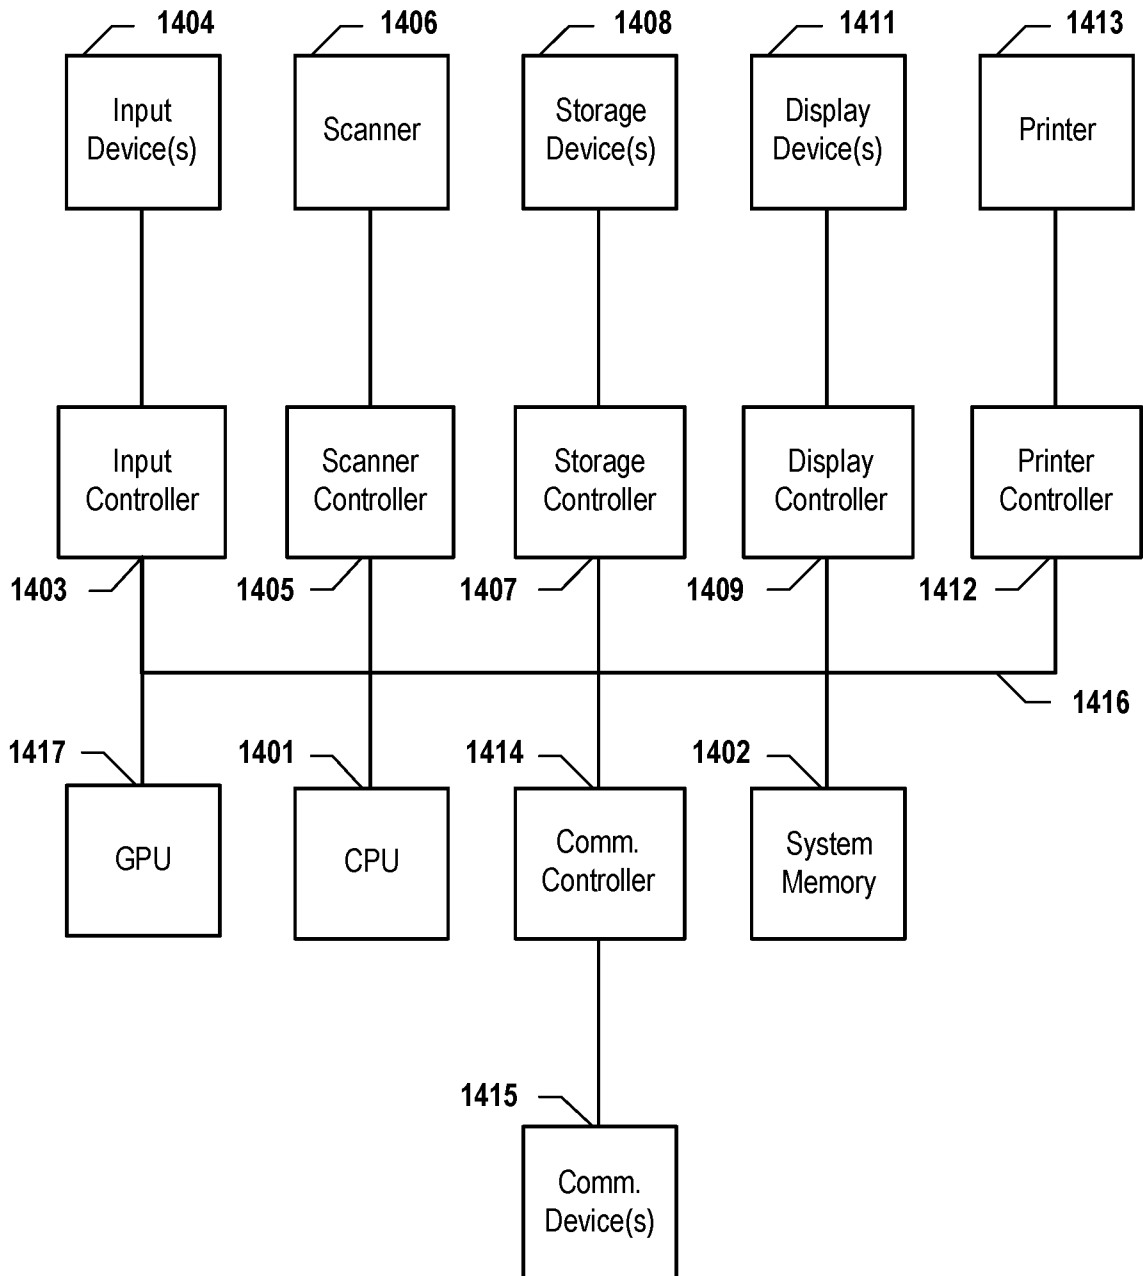 1404
1406
1408
1411
1413
Input
Device(s)
Scanner
Storage
Device(s)
Display
Device(s)
Printer
Input
Controller
Scanner
Controller
Storage
Controller
Display
Controller
Printer
Controller
1403
1405
1407
1409
1412
1416
1417
1401
1414
1402
GPU
CPU
Comm.
Controller
System
Memory
1415
Comm.
Device(s)